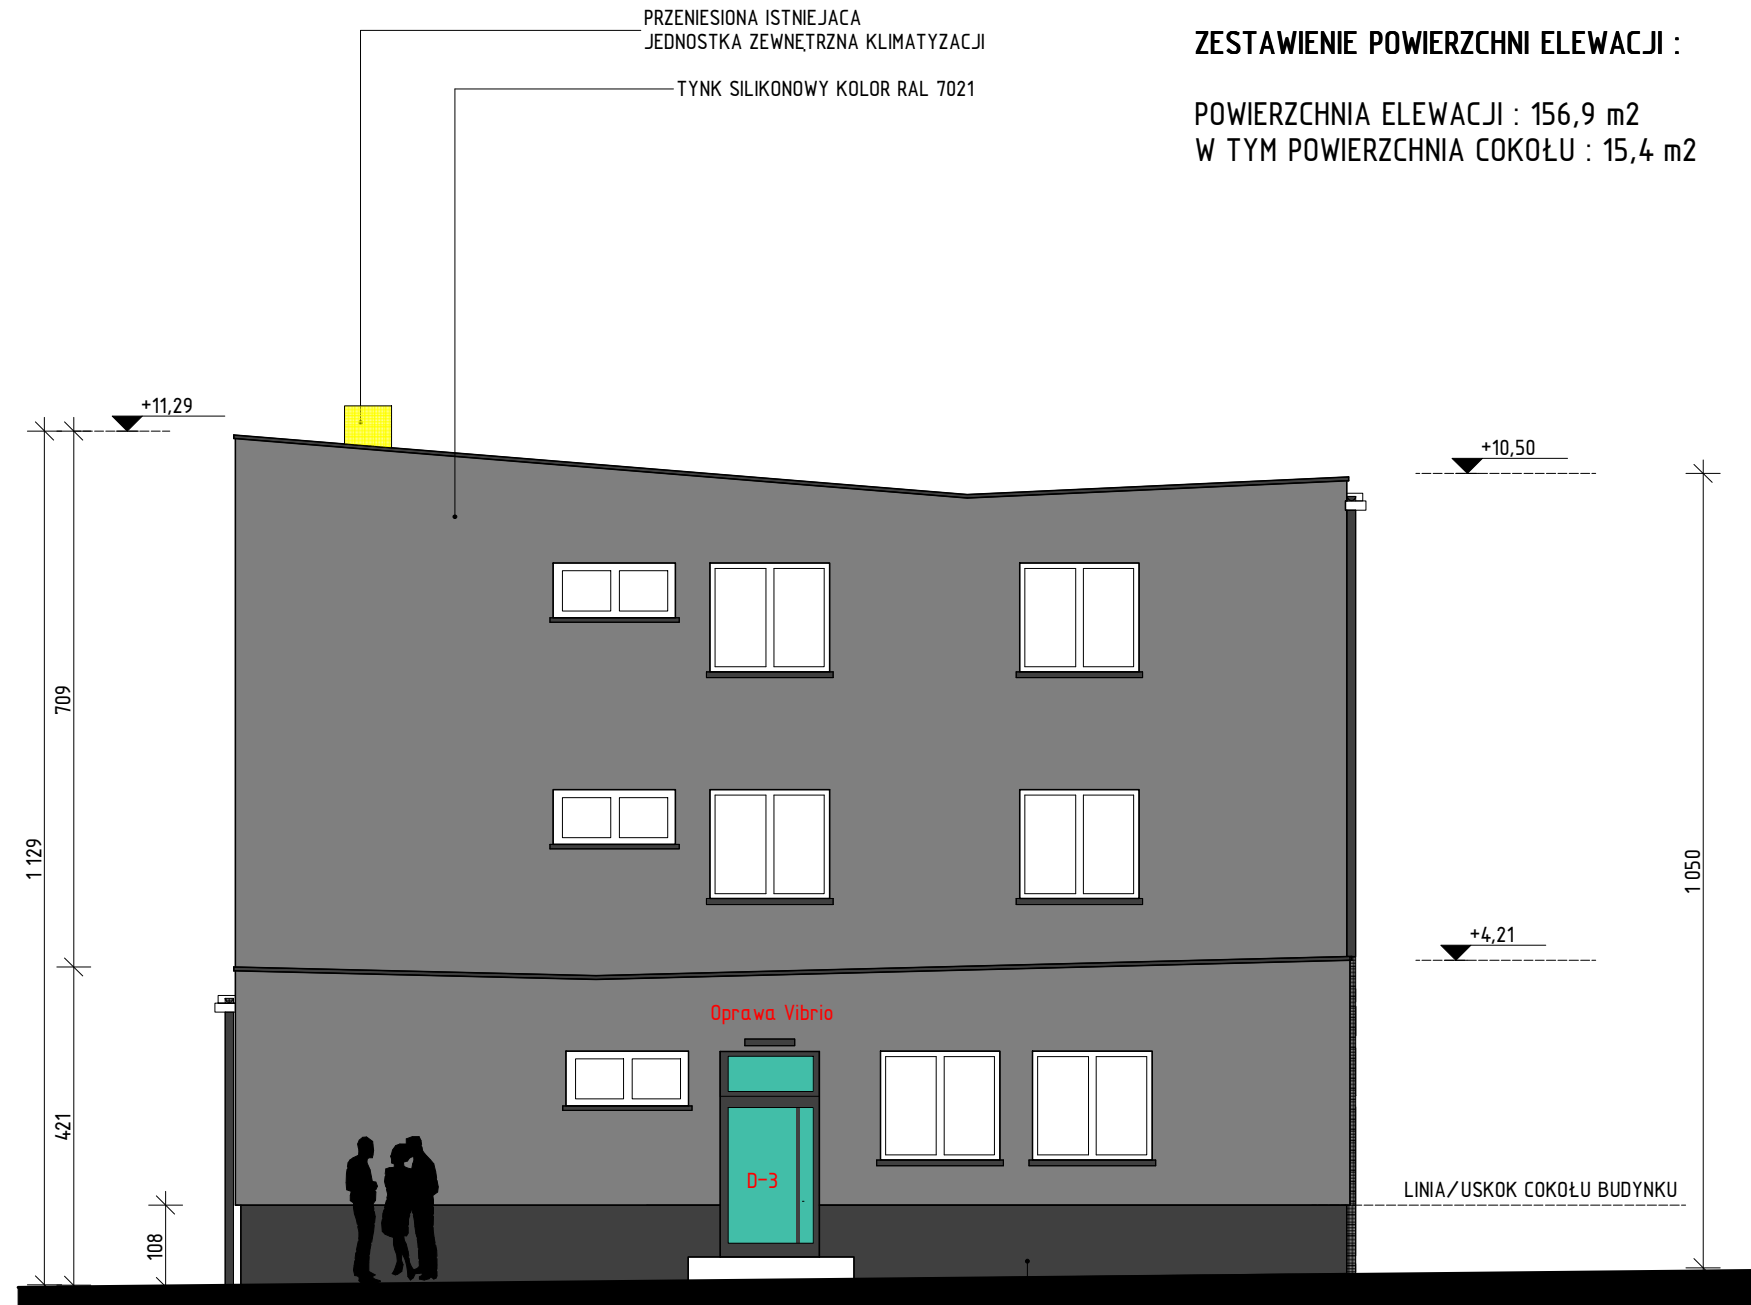 PRZENIESIONA ISTNIEJACA
JEDNOSTKA ZEWNĘTRZNA KLIMATYZACJI
TYNK SILIKONOWY KOLOR RAL 7021
ZESTAWIENIE POWIERZCHNI ELEWACJI :
POWIERZCHNIA ELEWACJI : 156,9 m2
W TYM POWIERZCHNIA COKOŁU : 15,4 m2
+11,29
+10,50
709
1 129
1 050
+4,21
Oprawa Vibrio
421
D-3
LINIA/USKOK COKOŁU BUDYNKU
108